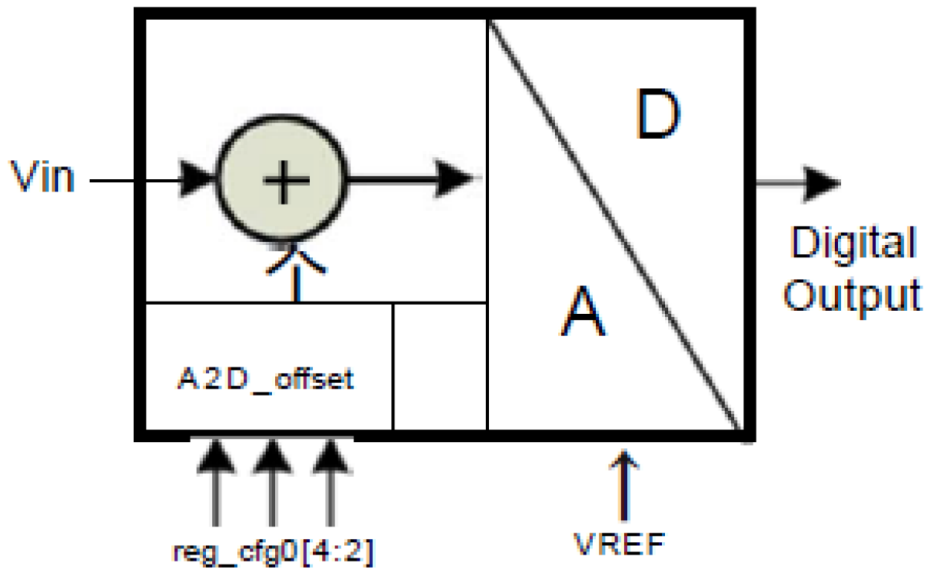 D
Vin
+
Digital
Output
A
A2D_offset
reg_cfg0[4:2]
VREF